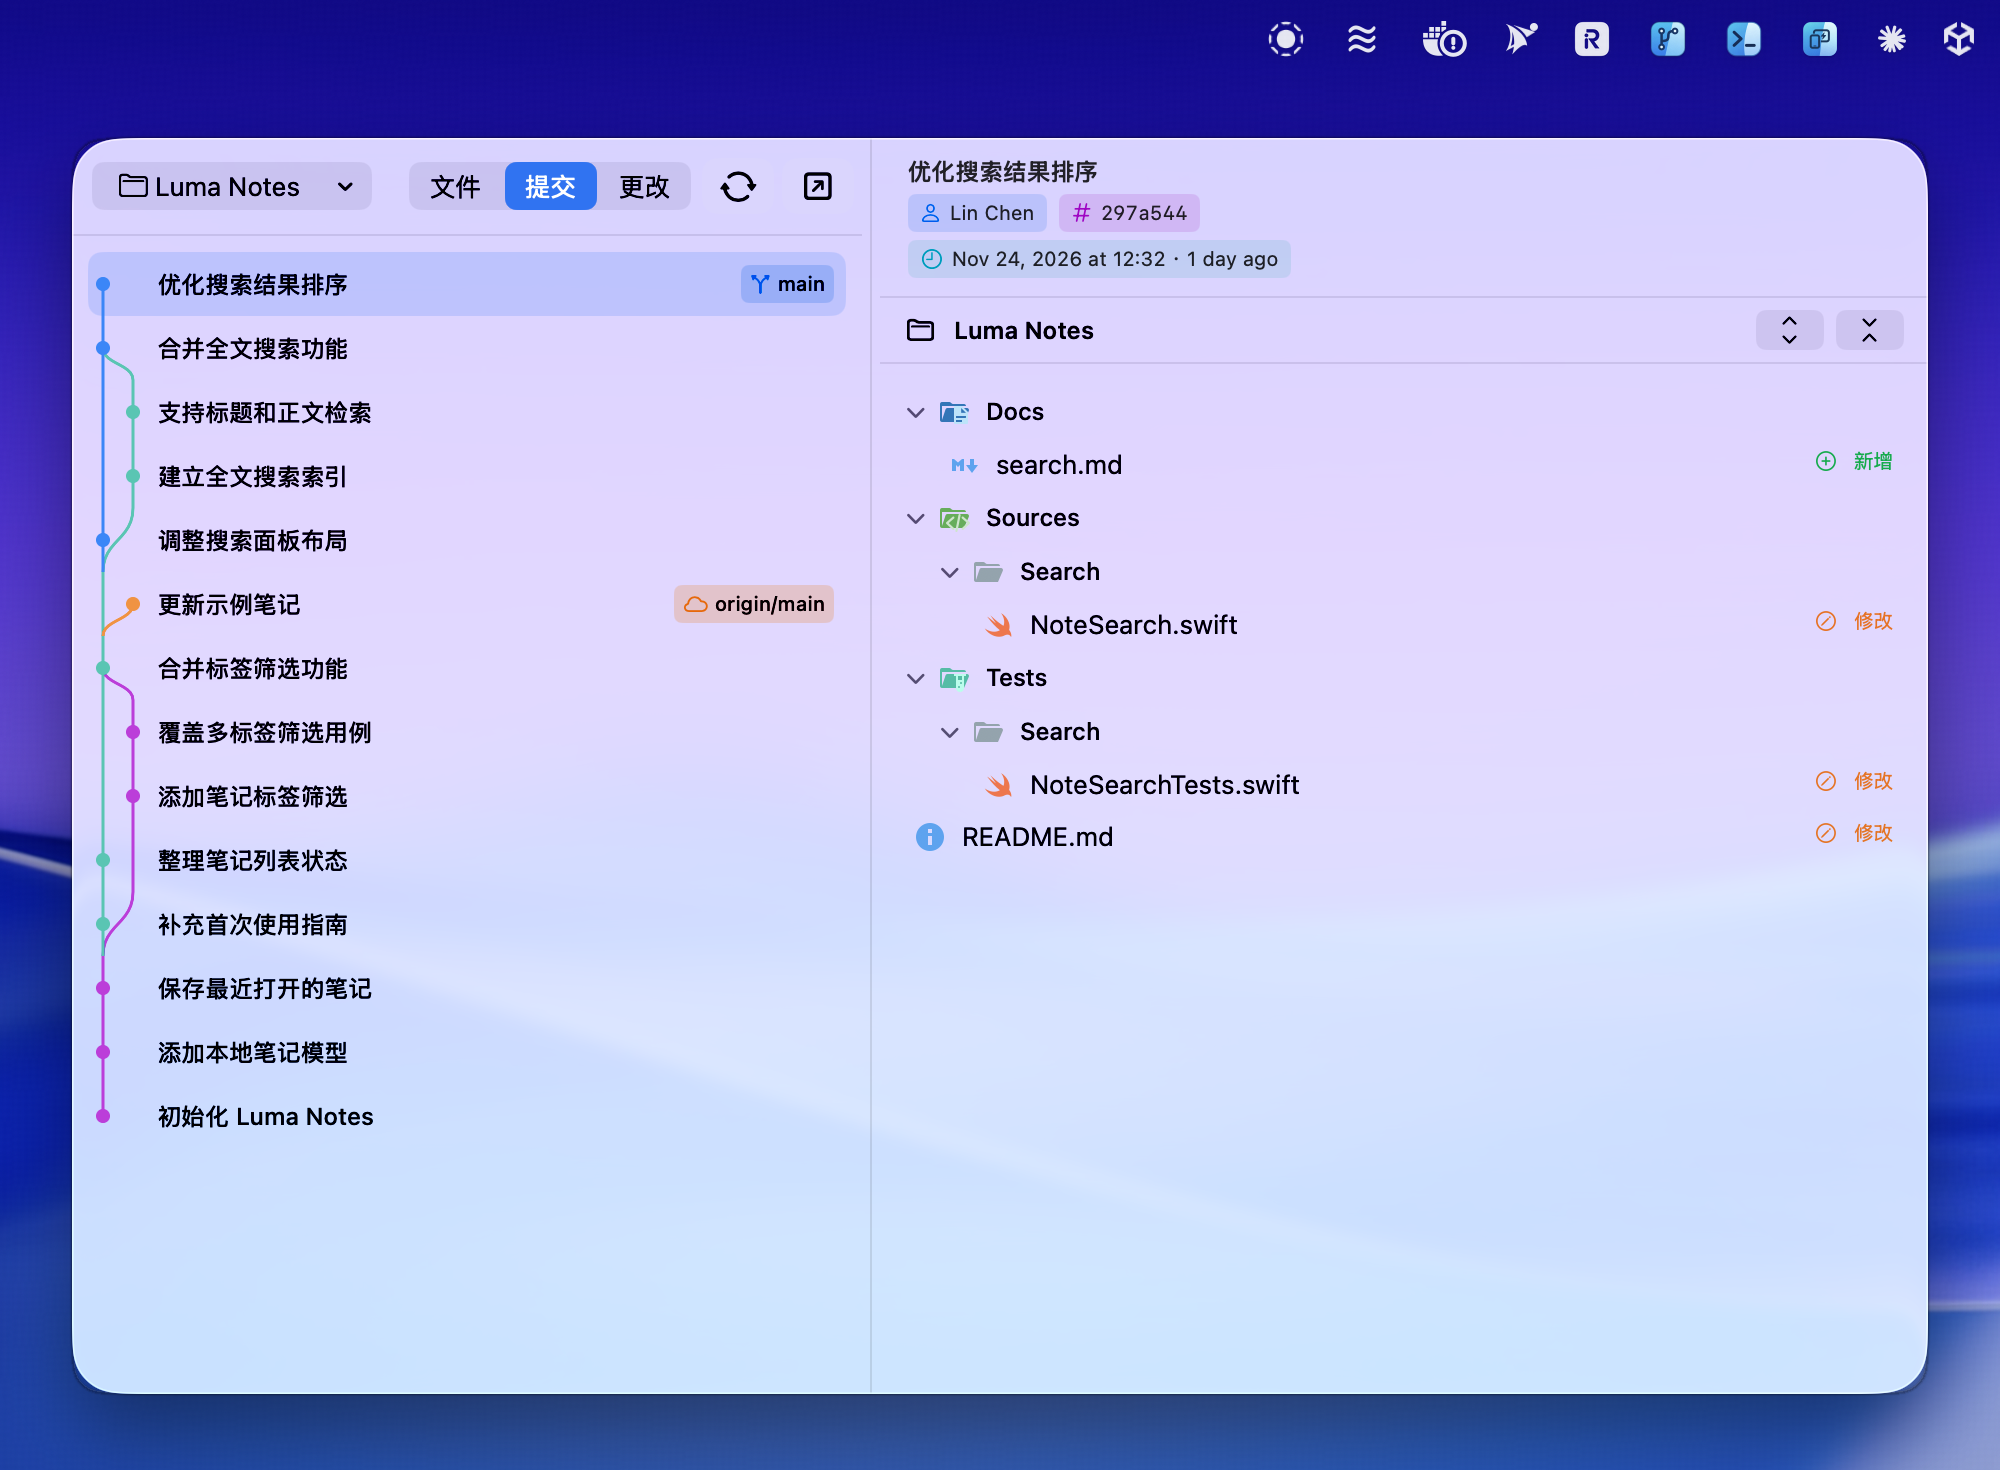 Luma Notes
文件 提交 更改
优化搜索结果排序 main
合并全文搜索功能
支持标题和正文检索
建立全文搜索索引
调整搜索面板布局
更新示例笔记 origin/main
合并标签筛选功能
覆盖多标签筛选用例
添加笔记标签筛选
整理笔记列表状态
补充首次使用指南
保存最近打开的笔记
添加本地笔记模型
初始化 Luma Notes
优化搜索结果排序
Lin Chen # 297a544
Nov 24, 2026 at 12:32 · 1 day ago
Luma Notes
Docs
search.md 新增
Sources
Search
NoteSearch.swift 修改
Tests
Search
NoteSearchTests.swift 修改
README.md 修改